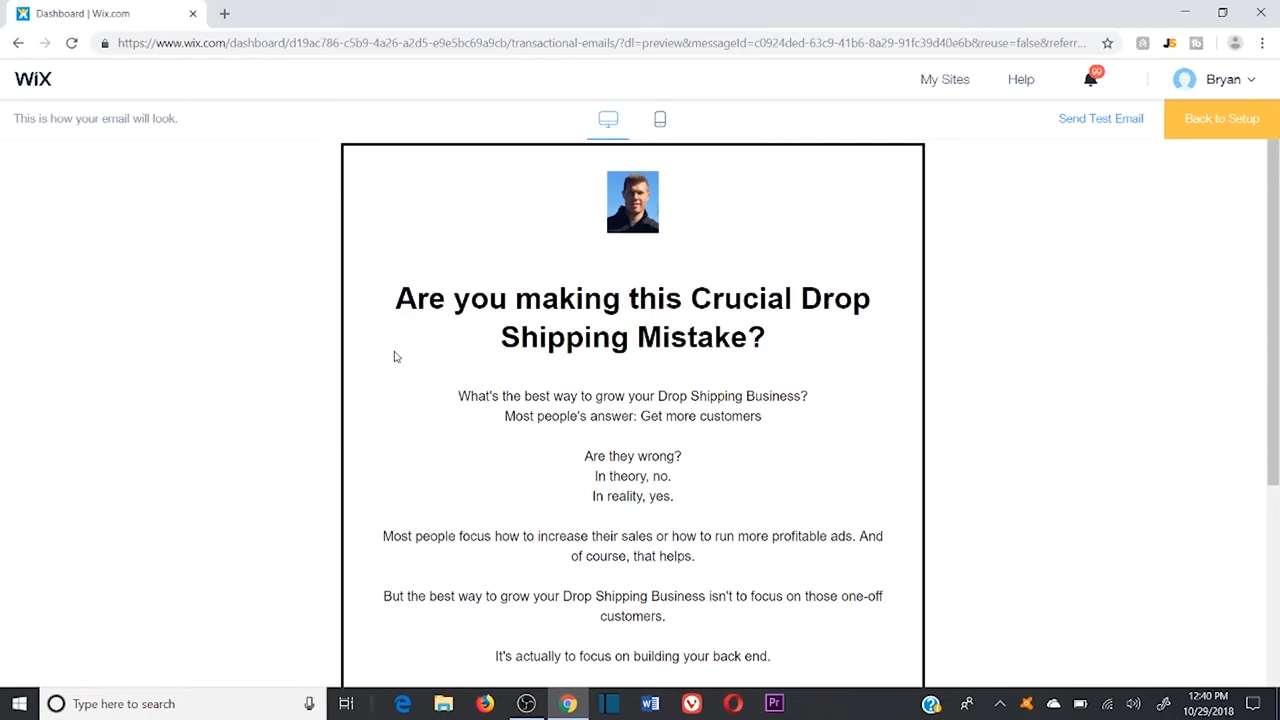 Dashboard | Wix.com
https://www.wix.com/dashboard/d19ac786-c5b9-4a26-a2d5-e9e5bc69a9cb/transactional-emails/?dl=preview&messageId=c0924ded-63c9-41b6-8a29-91fc39d40e6b&reuse=false&referr...
JS
WiX
My Sites
Help
99
Bryan
This is how your email will look.
Send Test Email
Back to Setup
Are you making this Crucial Drop
Shipping Mistake?
What's the best way to grow your Drop Shipping Business?
Most people's answer: Get more customers
Are they wrong?
In theory, no.
In reality, yes.
Most people focus how to increase their sales or how to run more profitable ads. And
of course, that helps.
But the best way to grow your Drop Shipping Business isn't to focus on those one-off
customers.
It's actually to focus on building your back end.
Type here to search
Pr
12:40 PM
10/29/2018